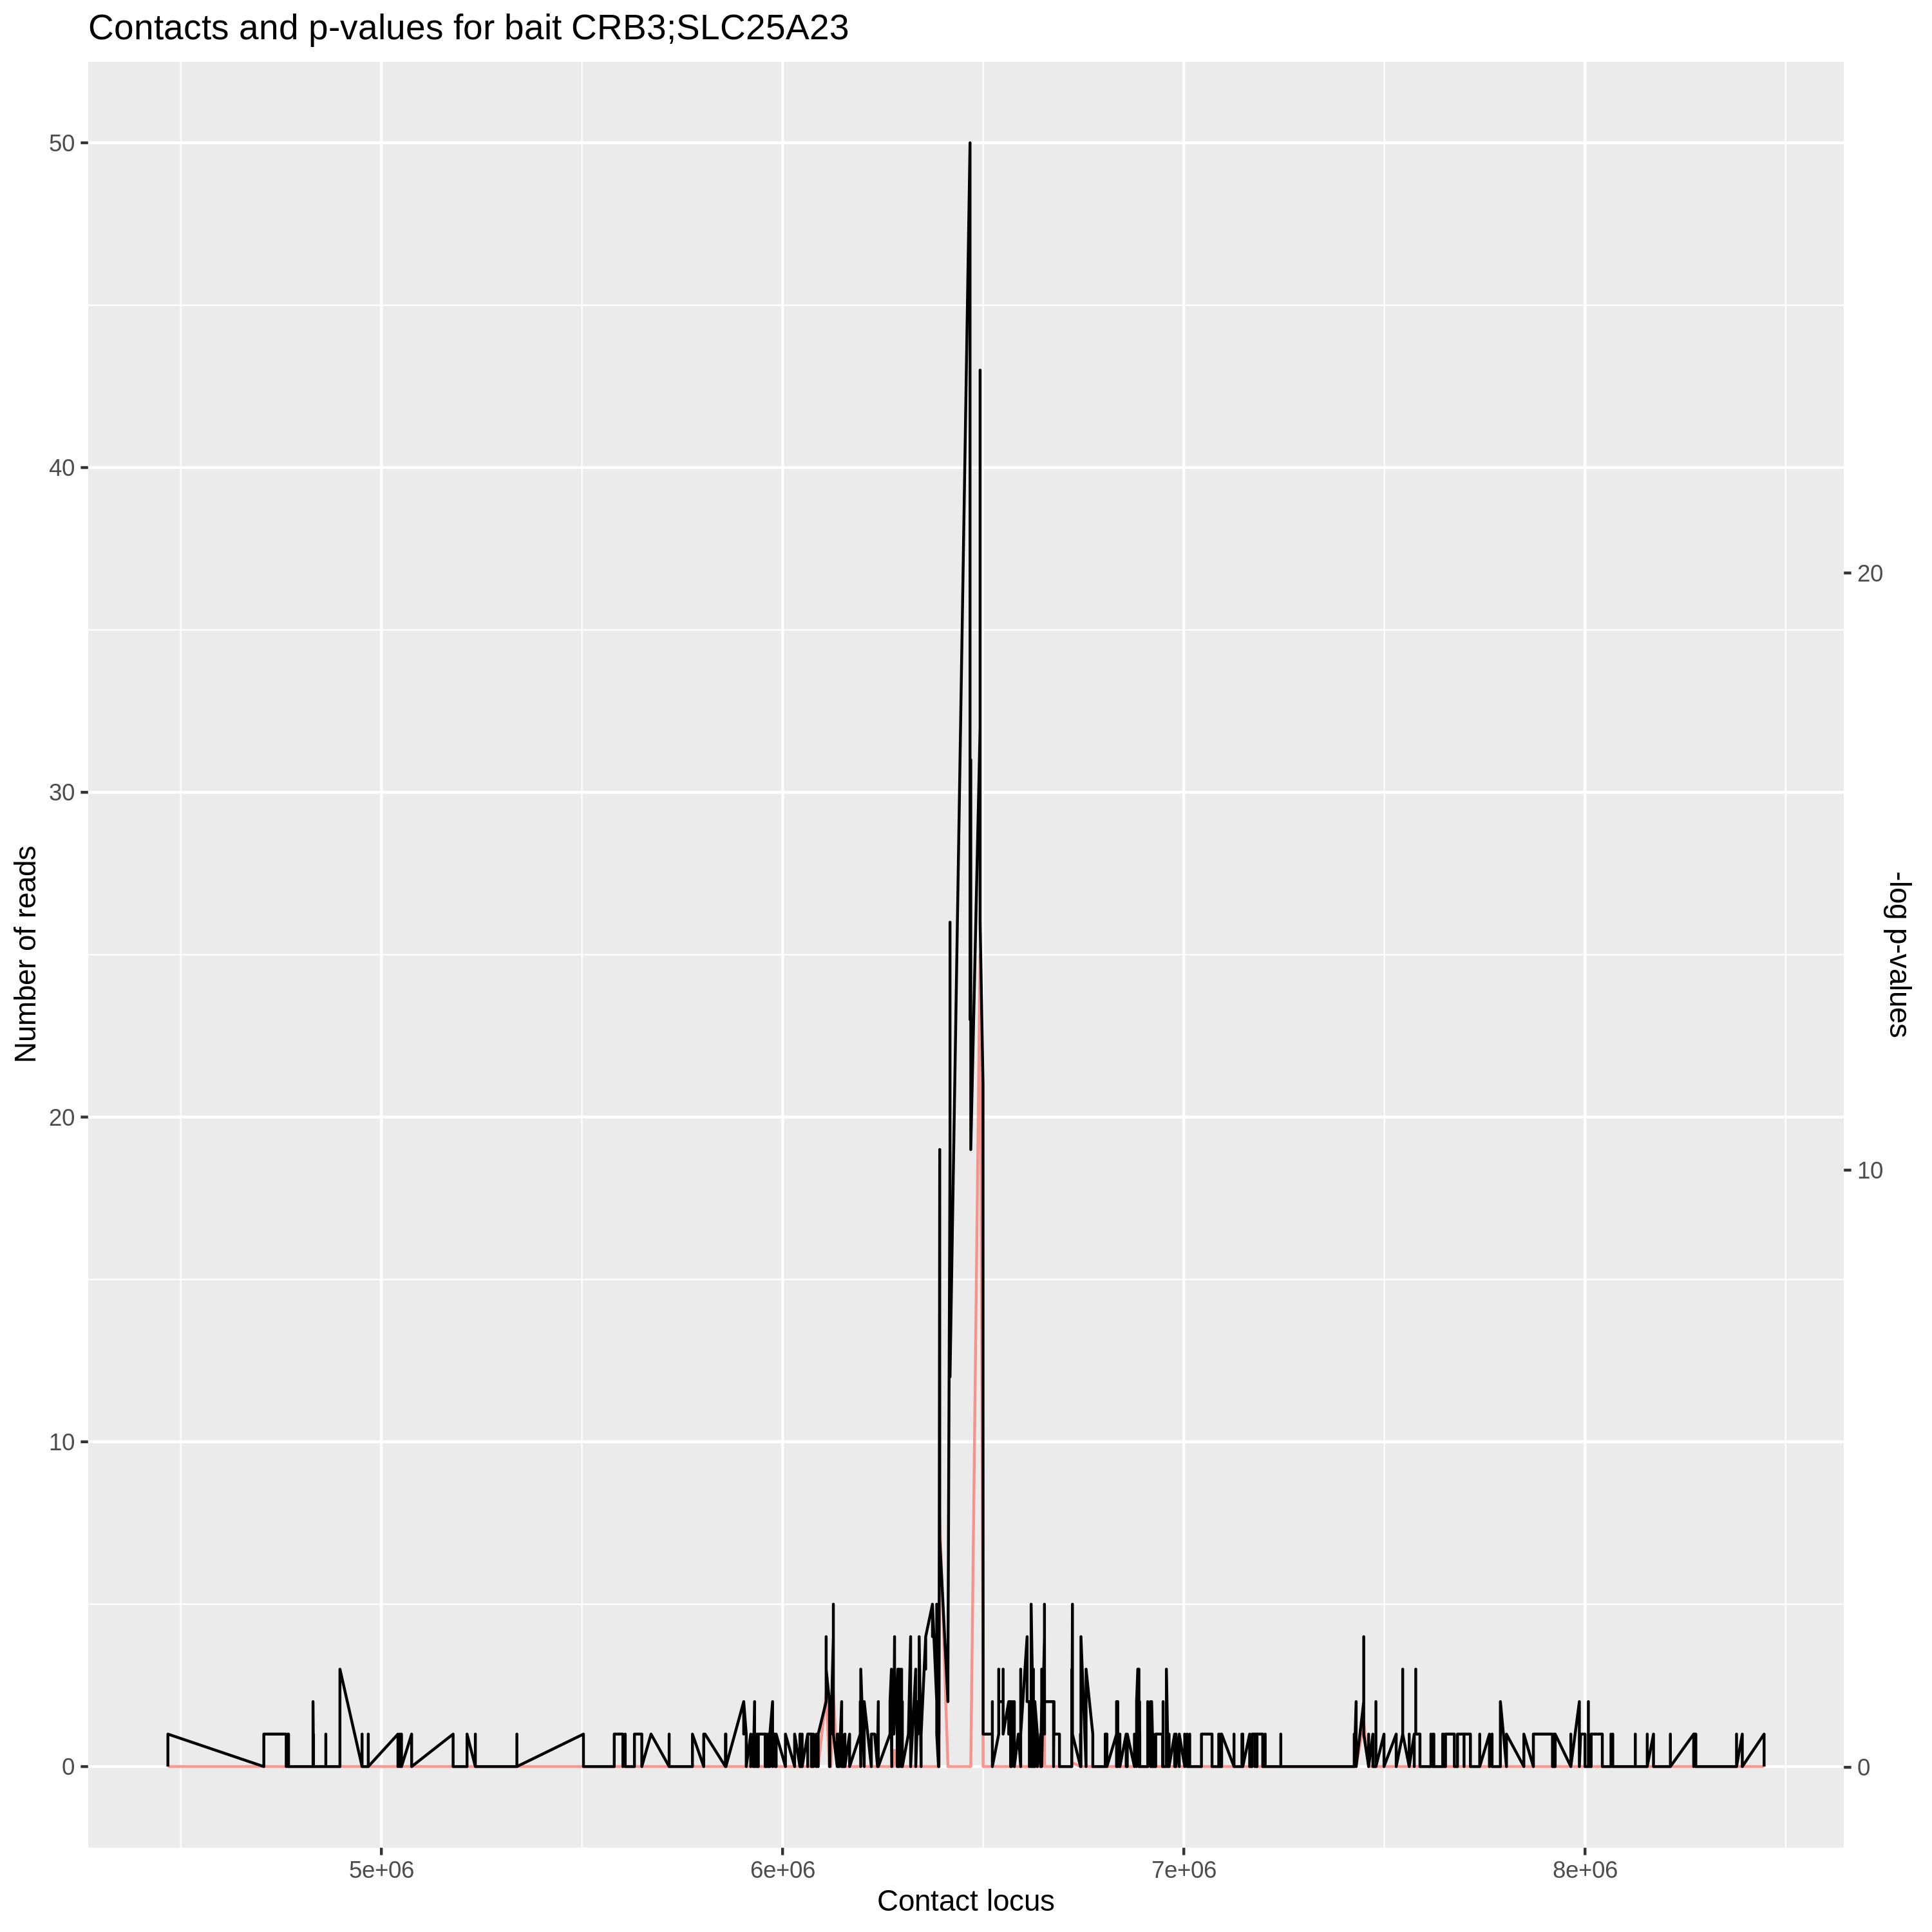 Contacts and p-values for bait CRB3;SLC25A23
50
40
30
20
10
0
Number of reads
20
10
0
-log p-values
5e+06
6e+06
7e+06
8e+06
Contact locus